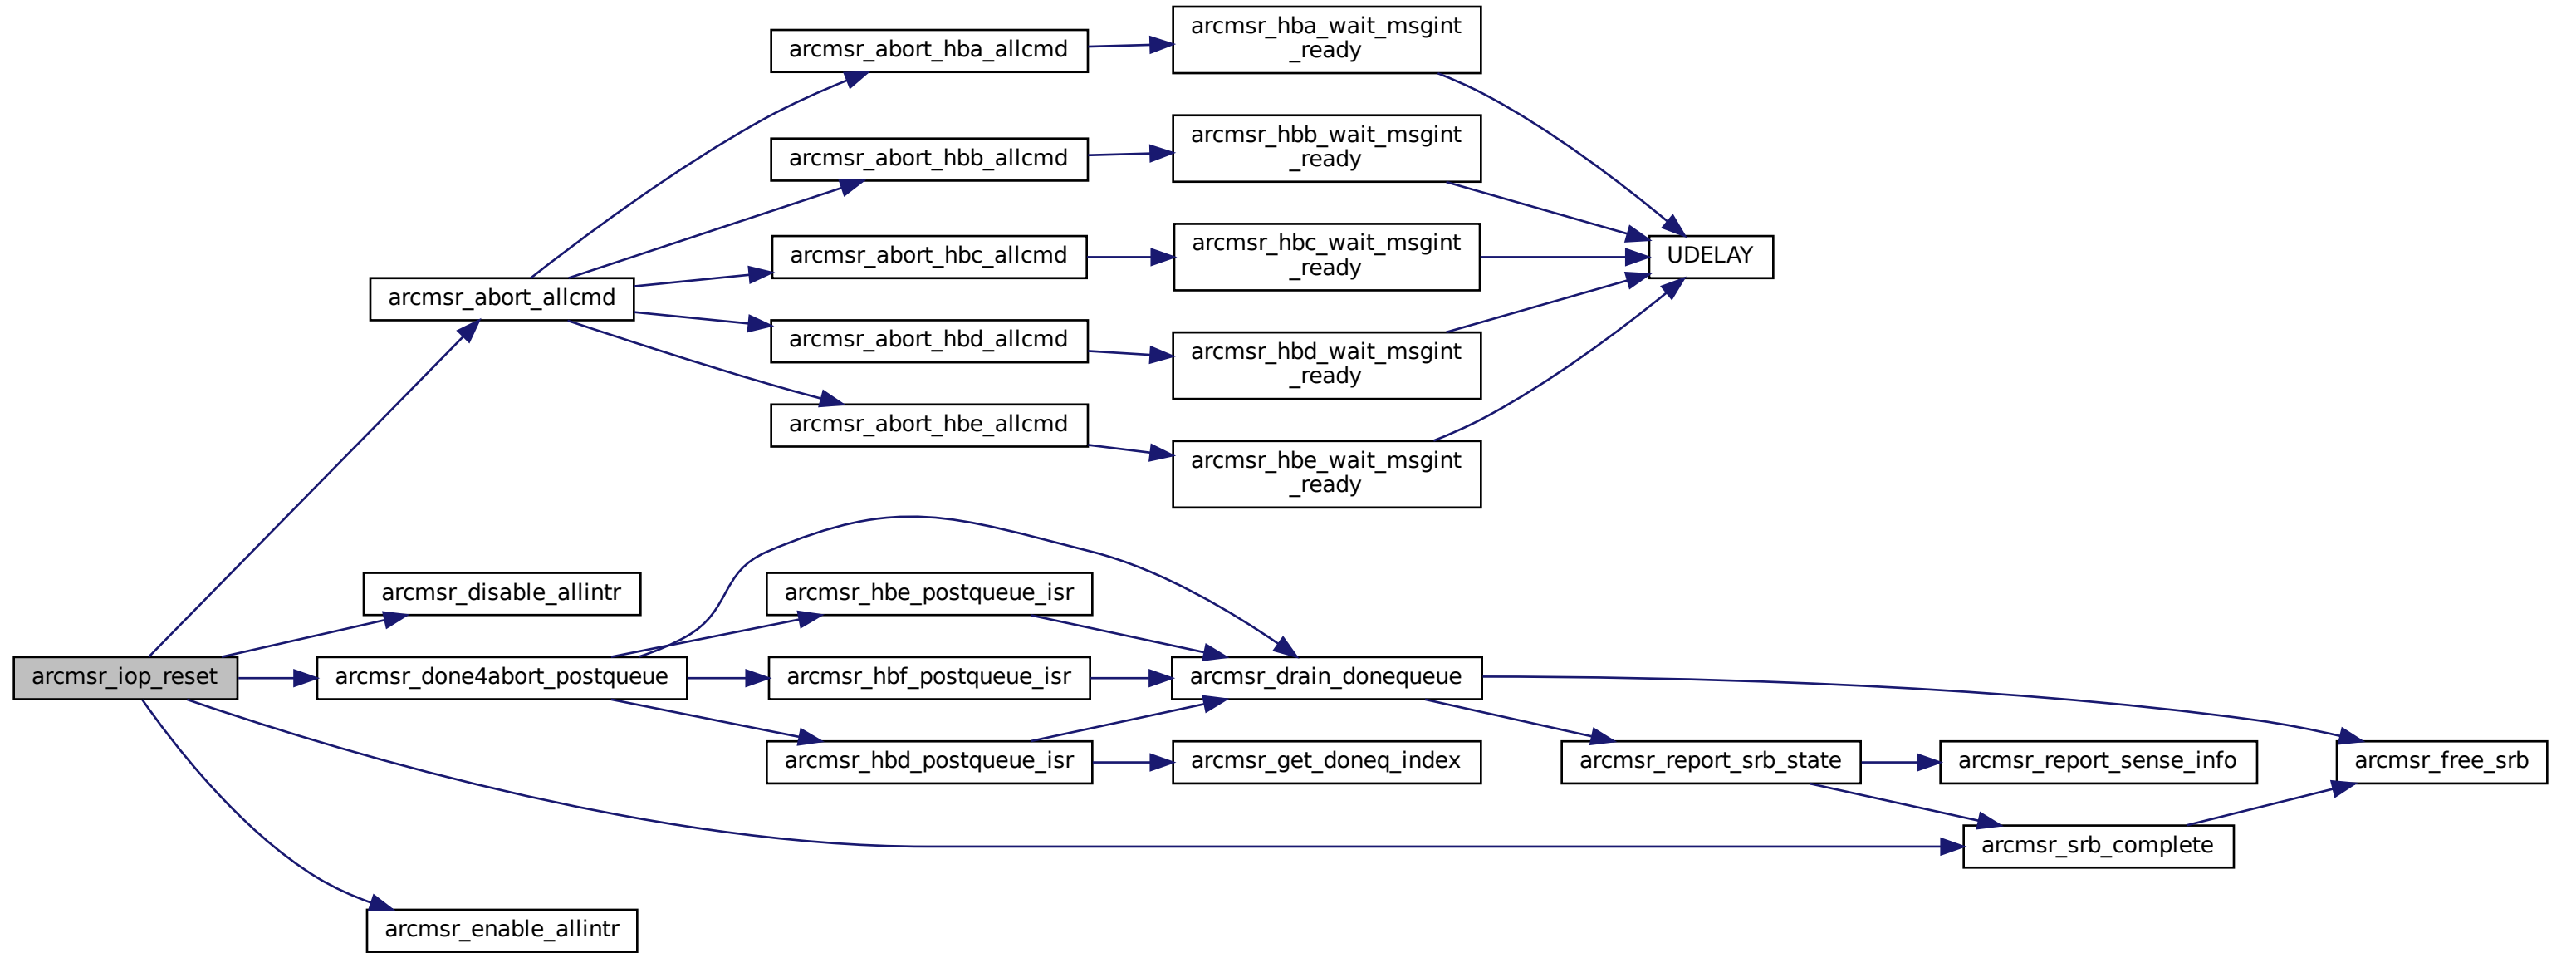 arcmsr_hba_wait_msgint
_ready
arcmsr_abort_hba_allcmd
arcmsr_hbb_wait_msgint
_ready
arcmsr_abort_hbb_allcmd
arcmsr_hbc_wait_msgint
_ready
arcmsr_abort_hbc_allcmd
UDELAY
arcmsr_abort_allcmd
arcmsr_abort_hbd_allcmd
arcmsr_hbd_wait_msgint
_ready
arcmsr_abort_hbe_allcmd
arcmsr_hbe_wait_msgint
_ready
arcmsr_disable_allintr
arcmsr_hbe_postqueue_isr
arcmsr_iop_reset
arcmsr_done4abort_postqueue
arcmsr_hbf_postqueue_isr
arcmsr_drain_donequeue
arcmsr_hbd_postqueue_isr
arcmsr_get_doneq_index
arcmsr_report_srb_state
arcmsr_report_sense_info
arcmsr_free_srb
arcmsr_srb_complete
arcmsr_enable_allintr